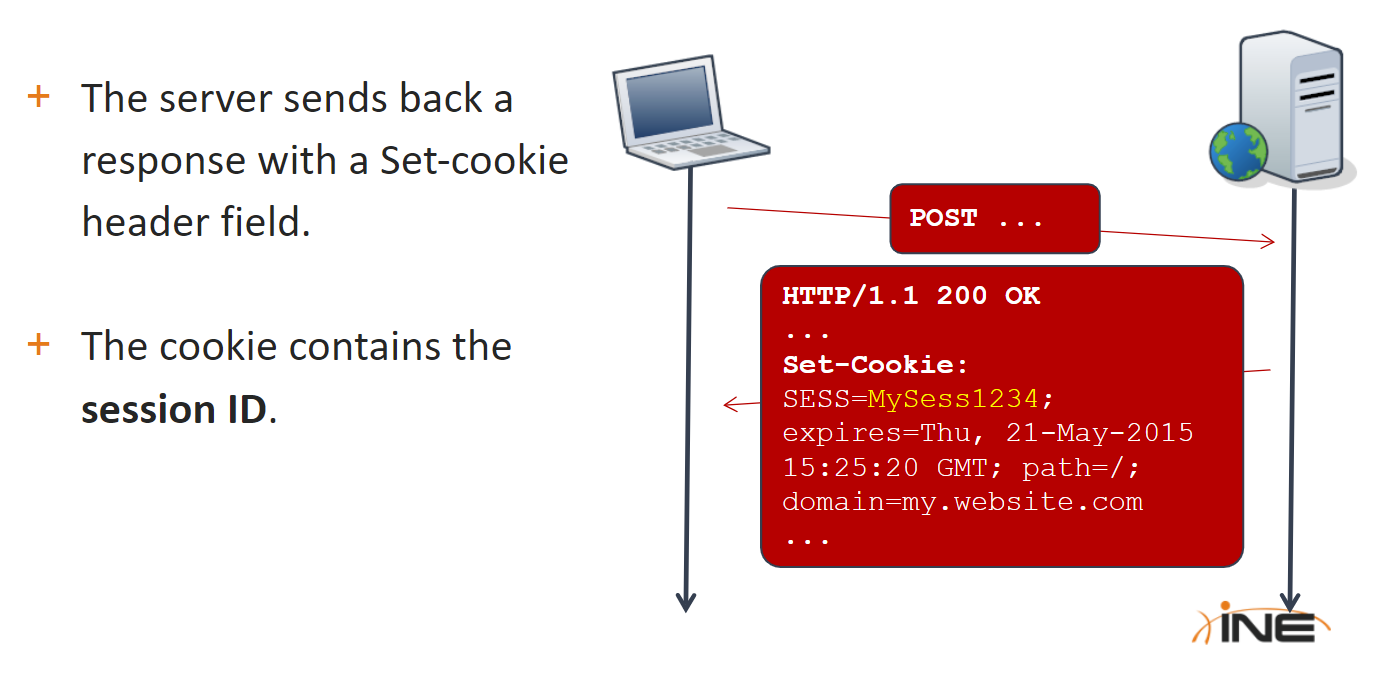 + The server sends back a
response with a Set-cookie
header field.
+ The cookie contains the
session ID.
POST ...
HTTP/1.1 200 OK
...
Set-Cookie:
SESS=MySess1234;
expires=Thu, 21-May-2015
15:25:20 GMT; path=/;
domain=my.website.com
...
iNE